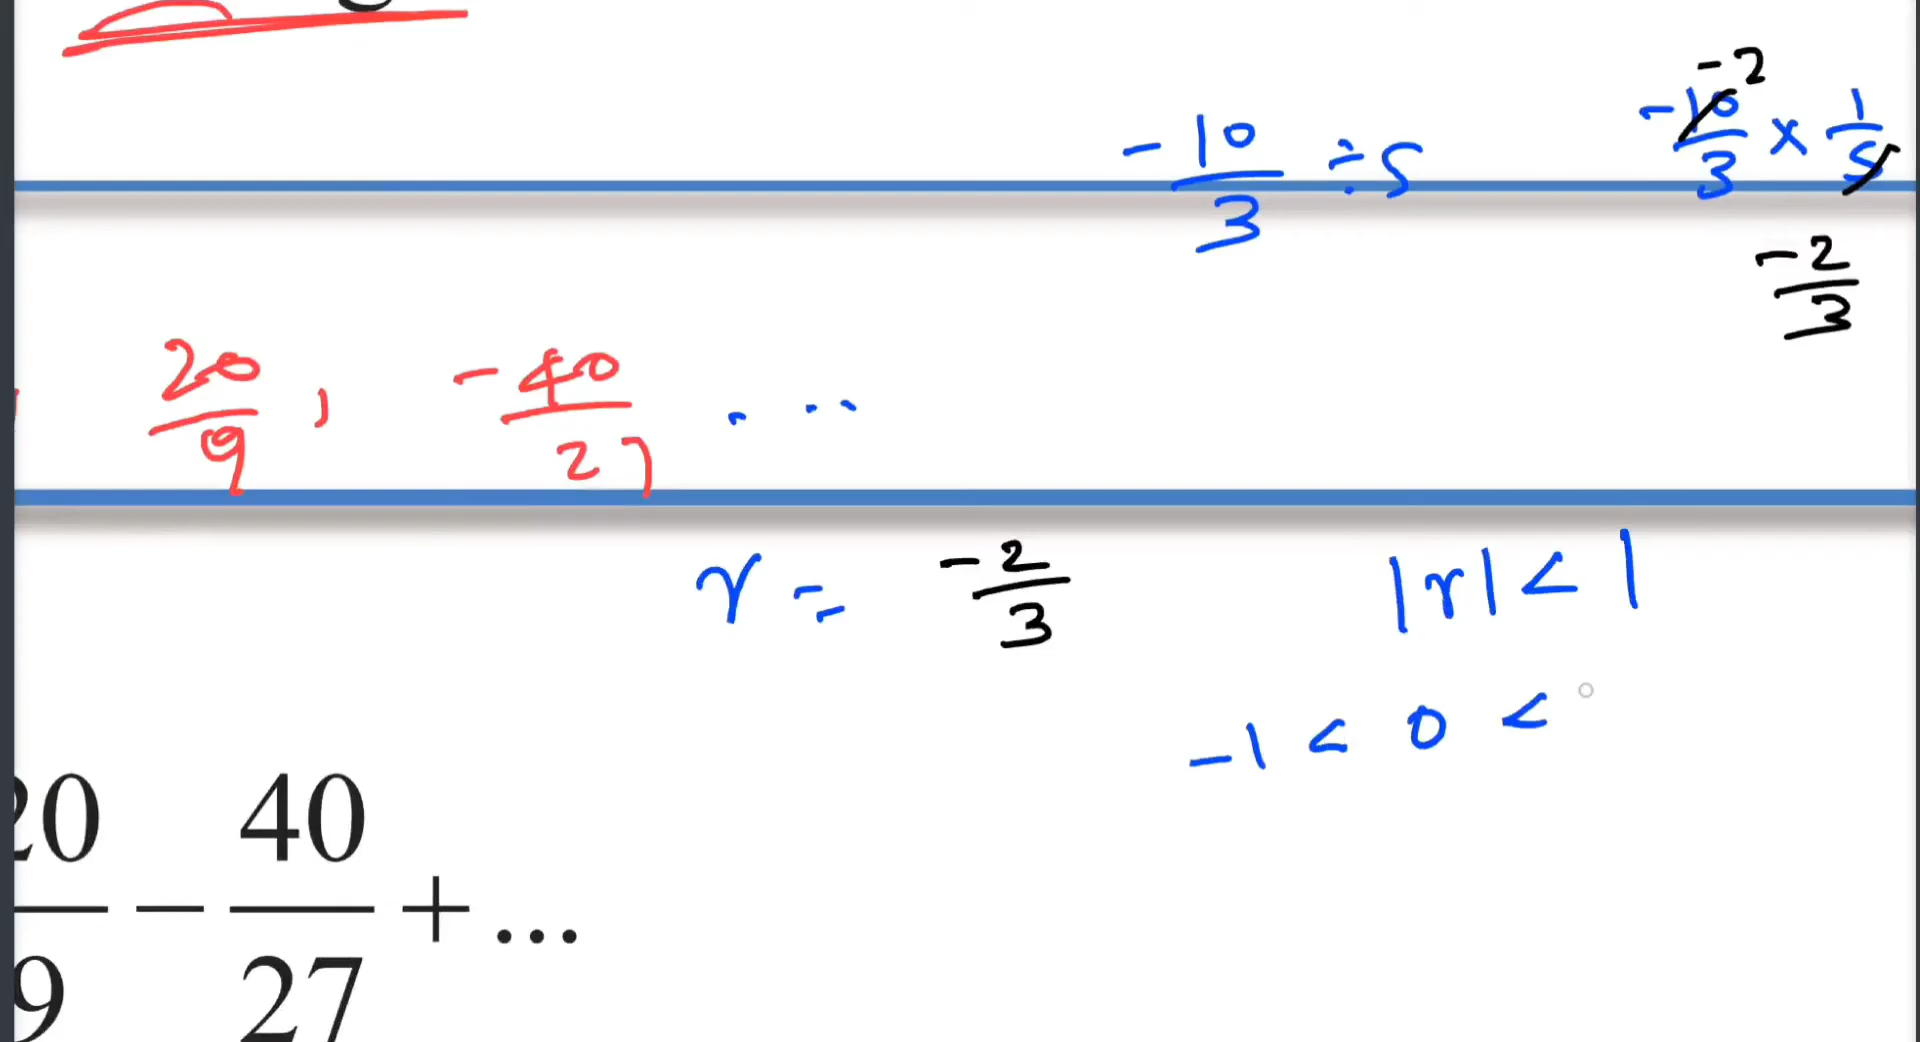 -10/3 ÷ 5
-10/3 × 1/5
-2
-2/3
20/9 , -40/27 ...
r = -2/3
|r| < 1
-1 < 0 <
20/9 − 40/27 + ...